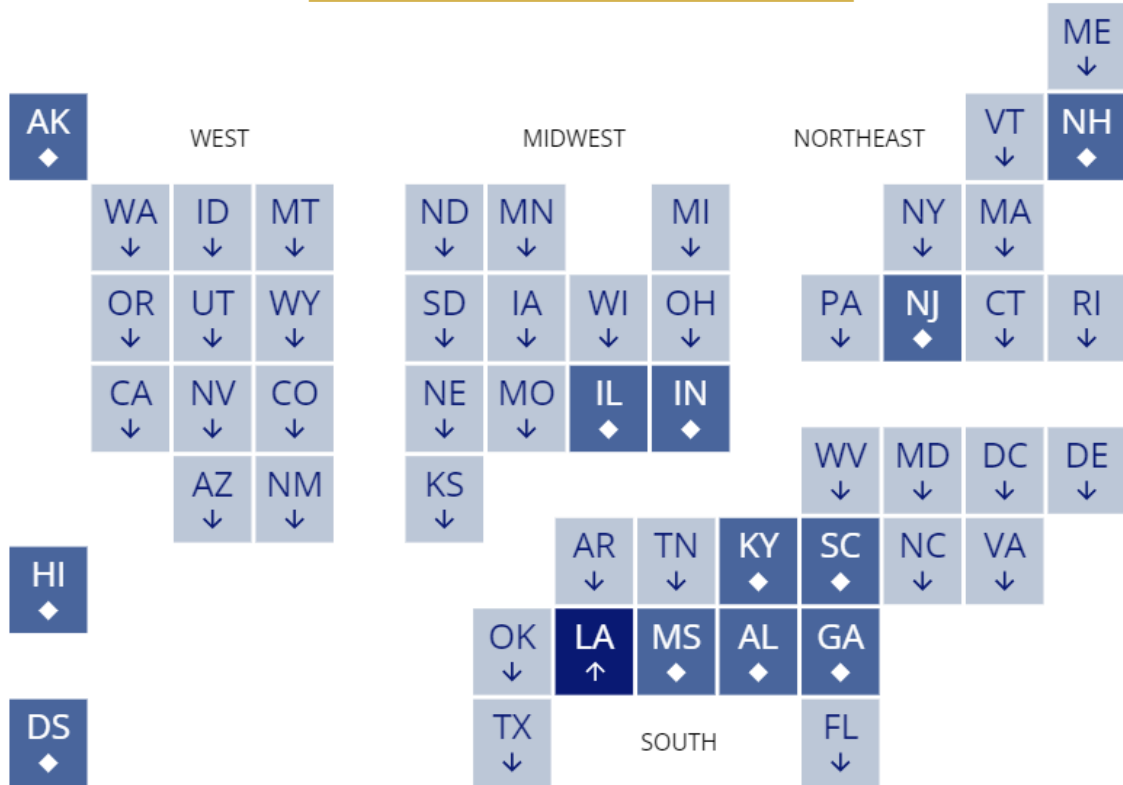 ME
↓
AK
◆
WEST
MIDWEST
NORTHEAST
VT
↓
NH
◆
WA
↓
ID
↓
MT
↓
ND
↓
MN
↓
MI
↓
NY
↓
MA
↓
OR
↓
UT
↓
WY
↓
SD
↓
IA
↓
WI
↓
OH
↓
PA
↓
NJ
◆
CT
↓
RI
↓
CA
↓
NV
↓
CO
↓
NE
↓
MO
↓
IL
◆
IN
◆
WV
↓
MD
↓
DC
↓
DE
↓
AZ
↓
NM
↓
KS
↓
AR
↓
TN
↓
KY
◆
SC
◆
NC
↓
VA
↓
HI
◆
OK
↓
LA
↑
MS
◆
AL
◆
GA
◆
DS
◆
TX
↓
SOUTH
FL
↓